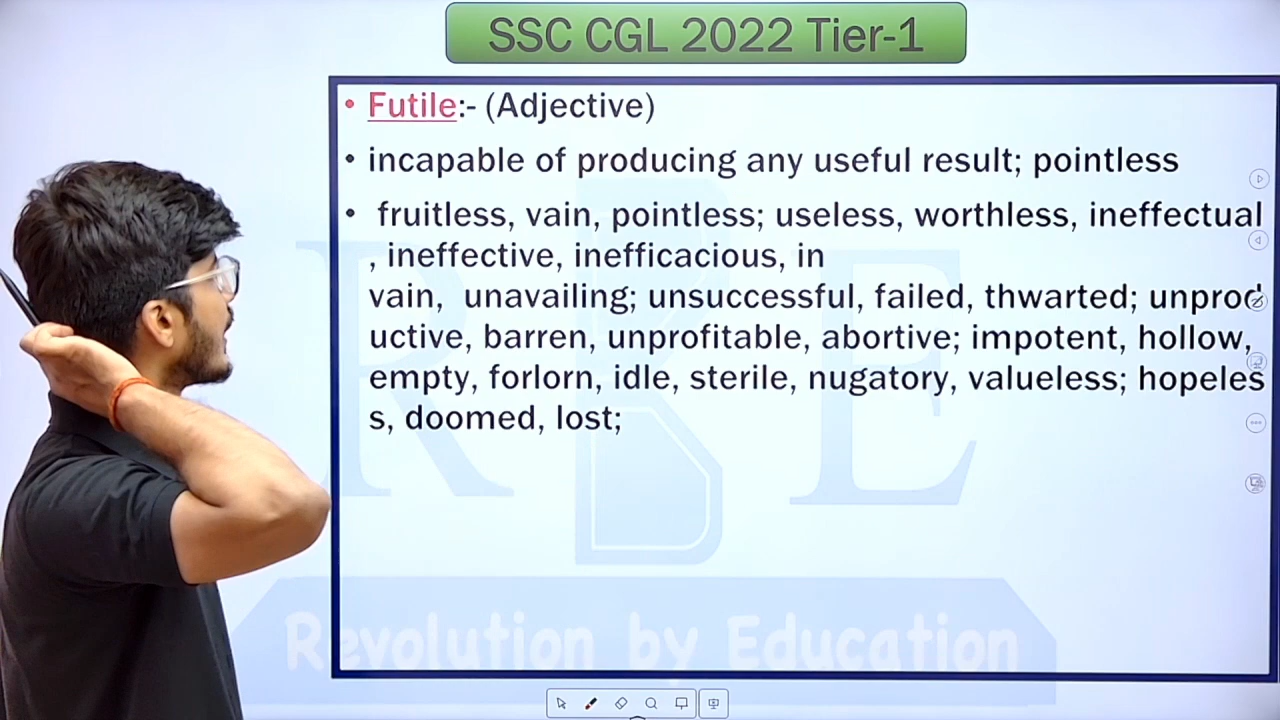 SSC CGL 2022 Tier-1
• Futile:- (Adjective)
• incapable of producing any useful result; pointless
• fruitless, vain, pointless; useless, worthless, ineffectual
, ineffective, inefficacious, in
vain, unavailing; unsuccessful, failed, thwarted; unprod
uctive, barren, unprofitable, abortive; impotent, hollow,
empty, forlorn, idle, sterile, nugatory, valueless; hopeles
s, doomed, lost;
RBE
Revolution by Education